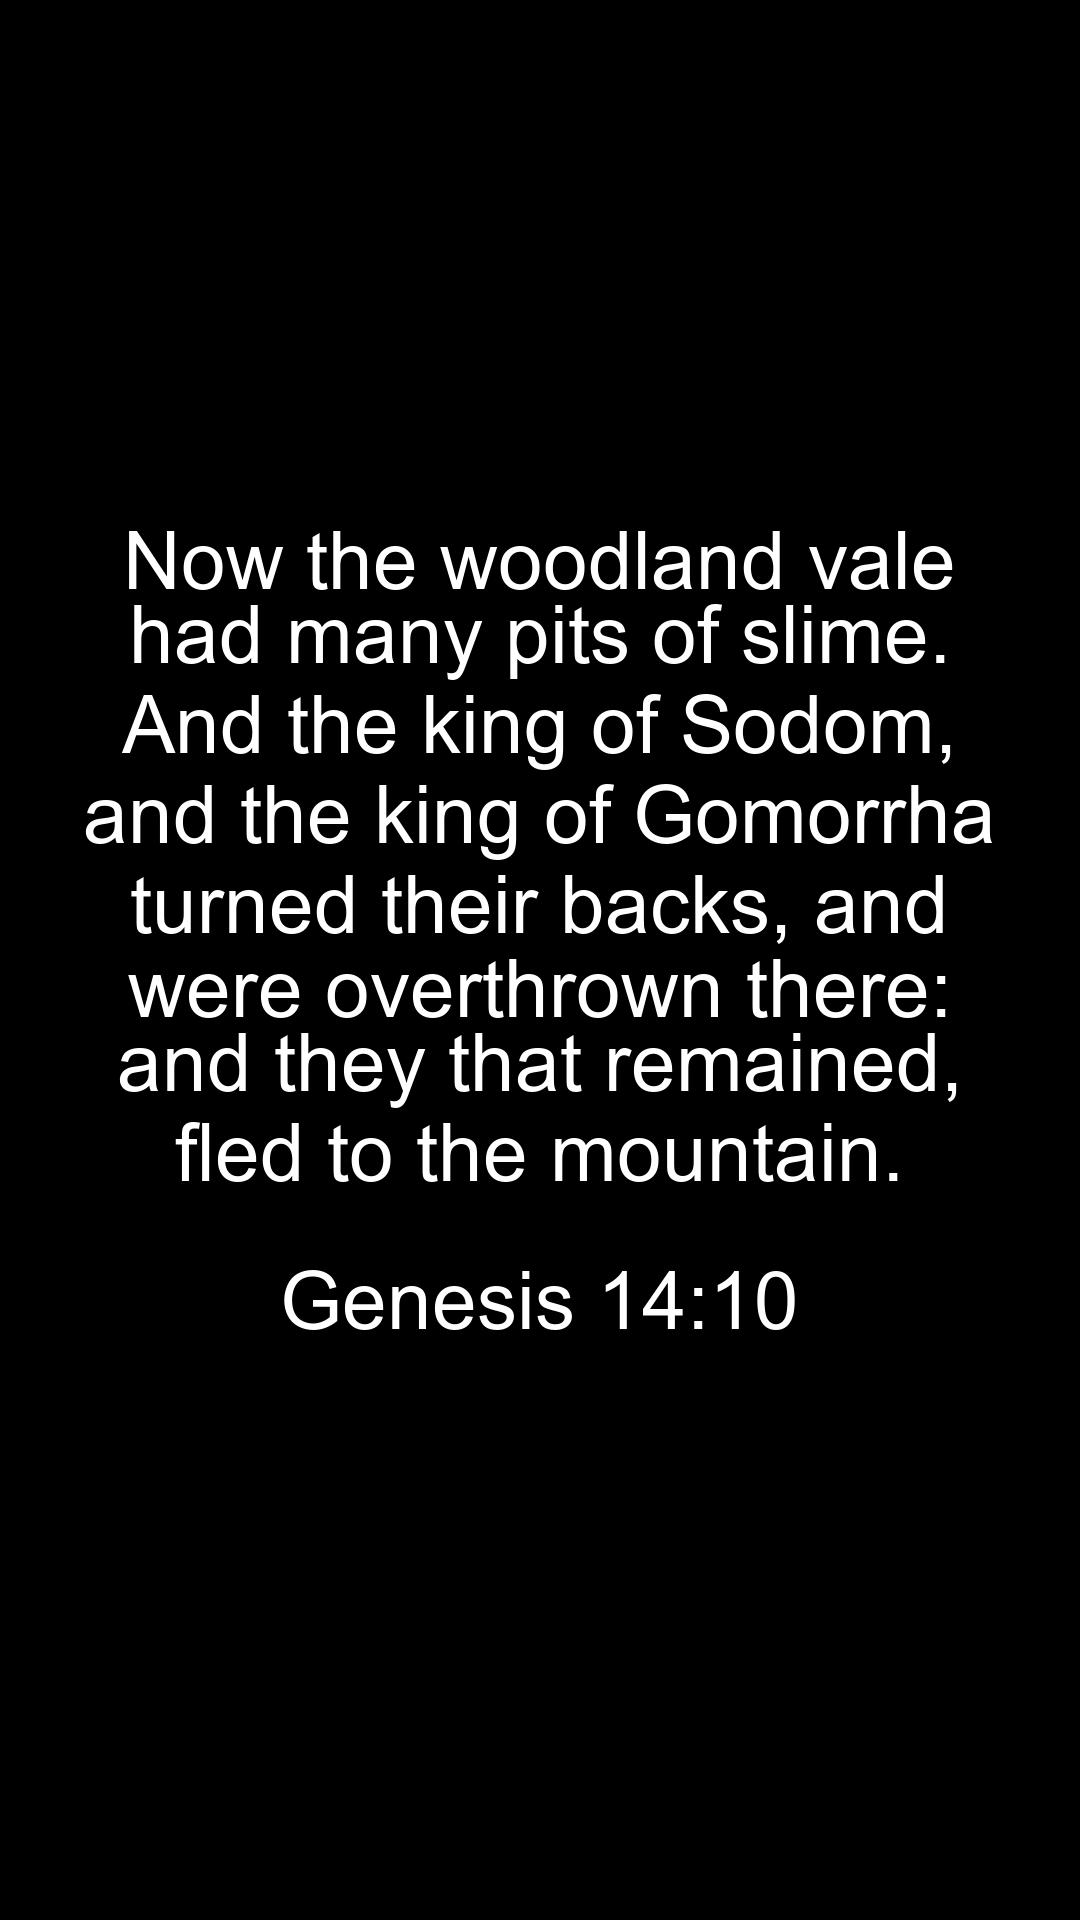 Now the woodland vale
had many pits of slime.
And the king of Sodom,
and the king of Gomorrha
turned their backs, and
were overthrown there:
and they that remained,
fled to the mountain.
Genesis 14:10